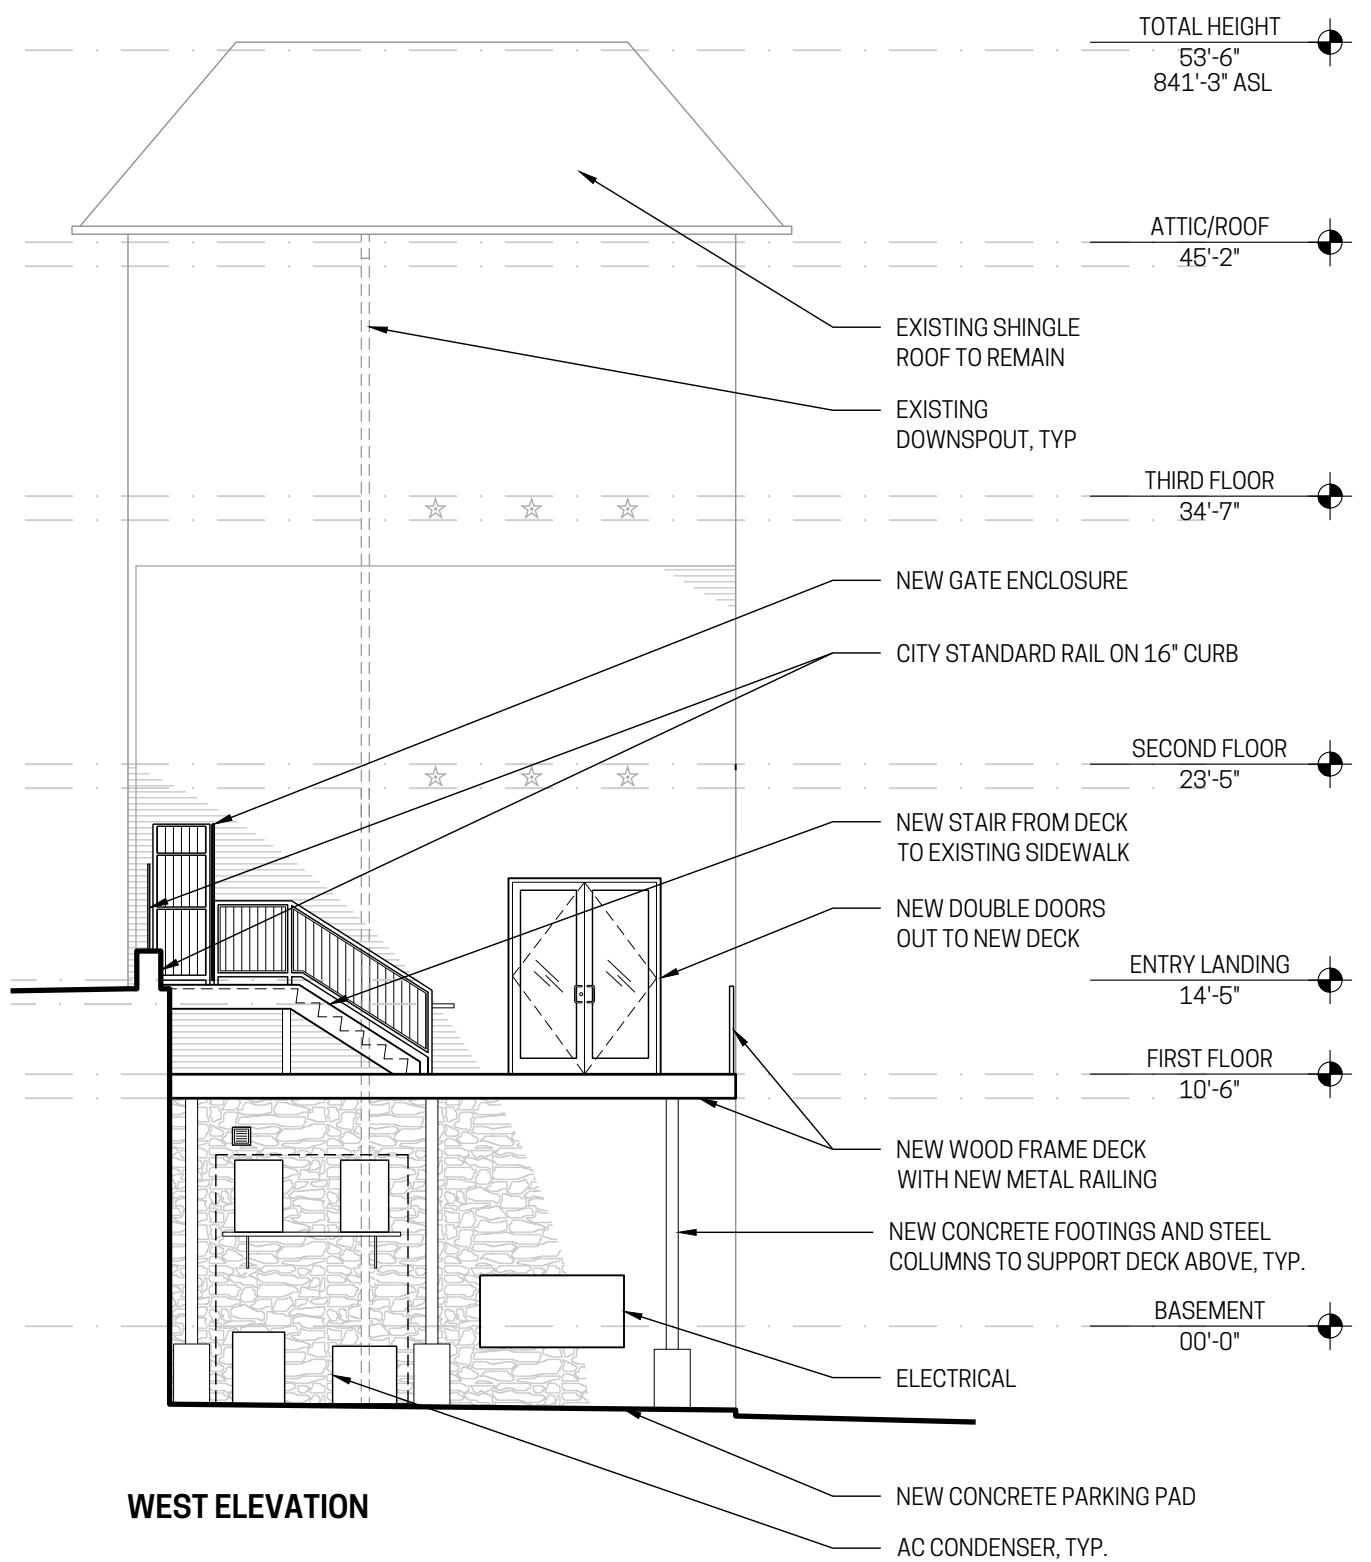 TOTAL HEIGHT
53'-6"
841'-3" ASL
ATTIC/ROOF
45'-2"
EXISTING SHINGLE
ROOF TO REMAIN
EXISTING
DOWNSPOUT, TYP
THIRD FLOOR
34'-7"
NEW GATE ENCLOSURE
CITY STANDARD RAIL ON 16" CURB
SECOND FLOOR
23'-5"
NEW STAIR FROM DECK
TO EXISTING SIDEWALK
NEW DOUBLE DOORS
OUT TO NEW DECK
ENTRY LANDING
14'-5"
FIRST FLOOR
10'-6"
NEW WOOD FRAME DECK
WITH NEW METAL RAILING
NEW CONCRETE FOOTINGS AND STEEL
COLUMNS TO SUPPORT DECK ABOVE, TYP.
BASEMENT
00'-0"
ELECTRICAL
NEW CONCRETE PARKING PAD
WEST ELEVATION
AC CONDENSER, TYP.